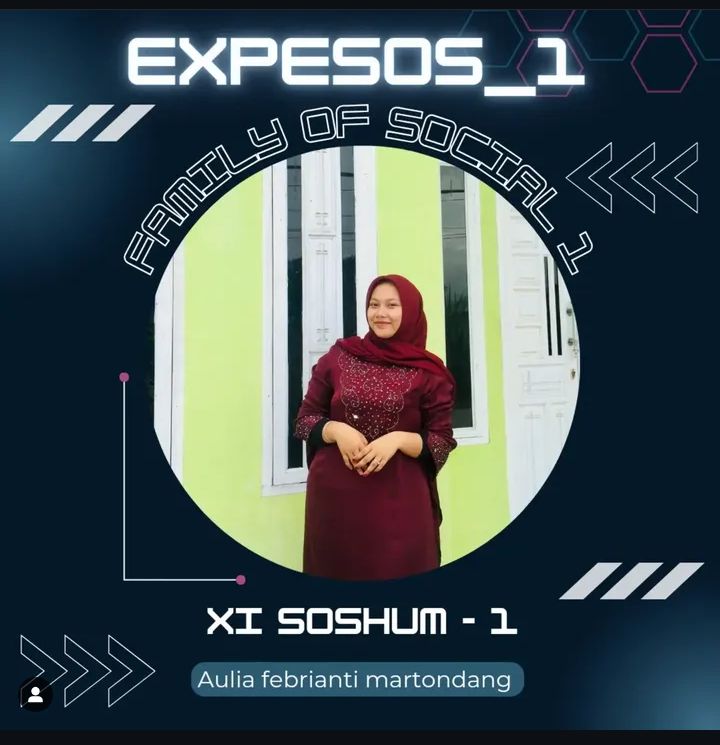 EXPESOS_1
FAMILY OF SOCIAL 1
XI SOSHUM - 1
Aulia febrianti martondang